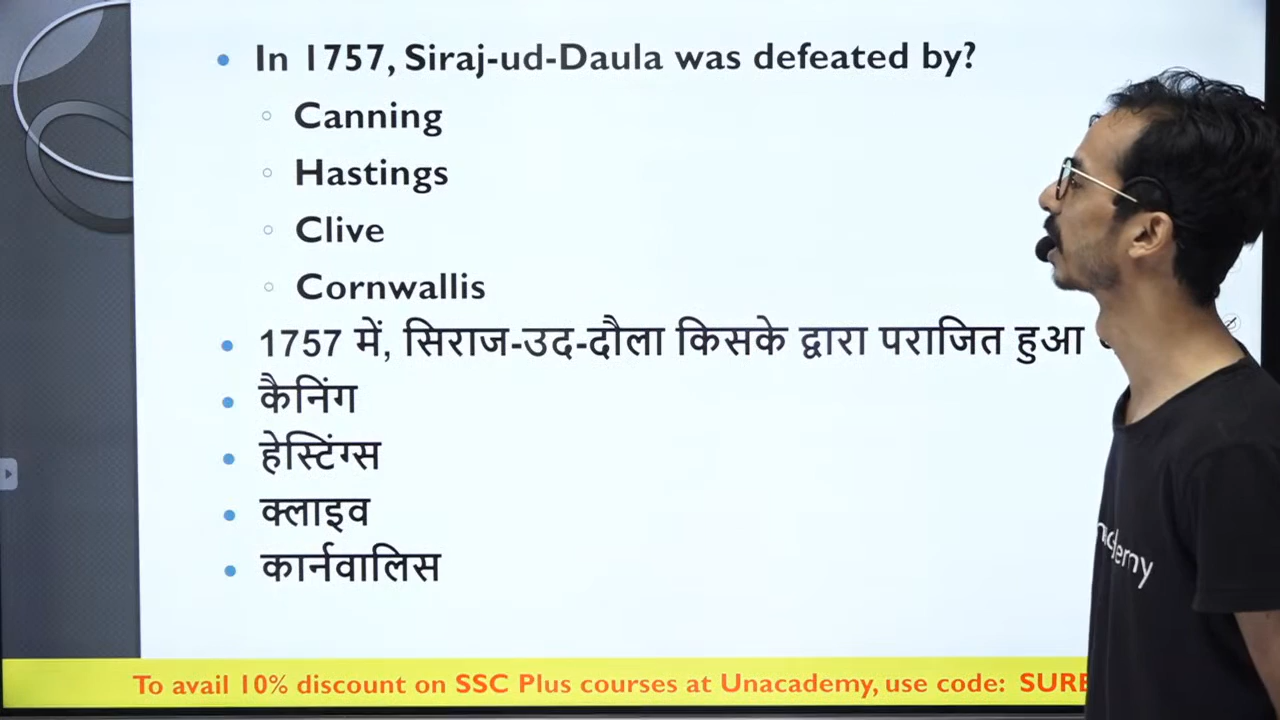 In 1757, Siraj-ud-Daula was defeated by?
Canning
Hastings
Clive
Cornwallis
1757 में, सिराज-उद-दौला किसके द्वारा पराजित हुआ
कैनिंग
हेस्टिंग्स
क्लाइव
कार्नवालिस
To avail 10% discount on SSC Plus courses at Unacademy, use code: